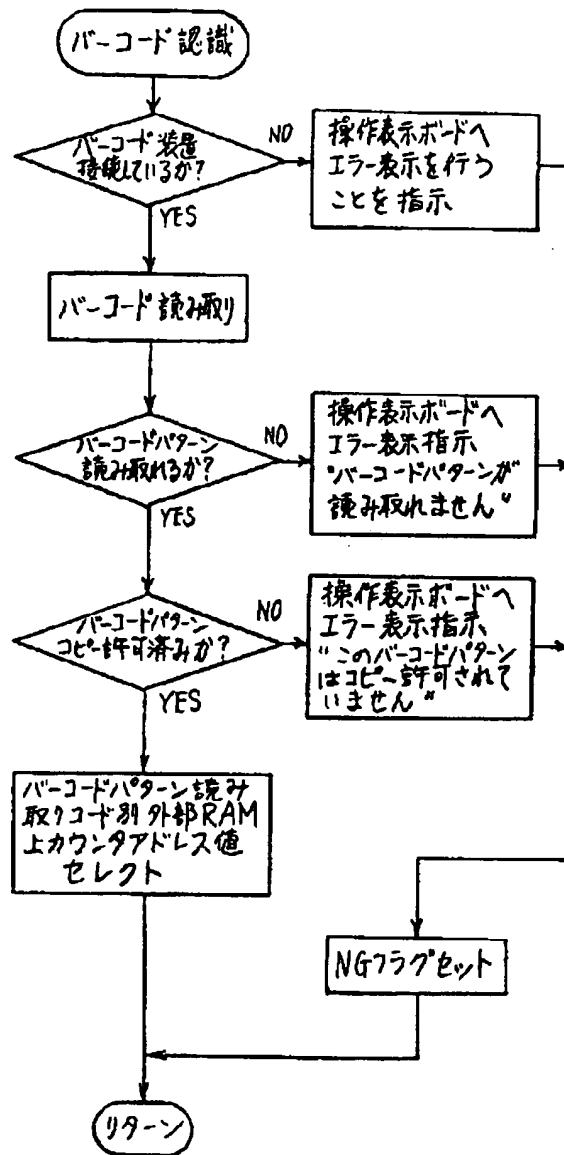 バーコード認識
バーコード装置
接続しているか?
NO
YES
操作表示ボードへ
エラー表示を行う
ことを指示
バーコード読み取り
バーコードパターン
読み取れるか?
NO
YES
操作表示ボードへ
エラー表示指示
"バーコードパターンが
読み取れません"
バーコードパターン
コピー許可済みか?
NO
YES
操作表示ボードへ
エラー表示指示
"このバーコードパターン
はコピー許可されて
いません"
バーコードパターン読み
取りコード別外部RAM
上カウンタアドレス値
セレクト
NGフラグセット
リターン